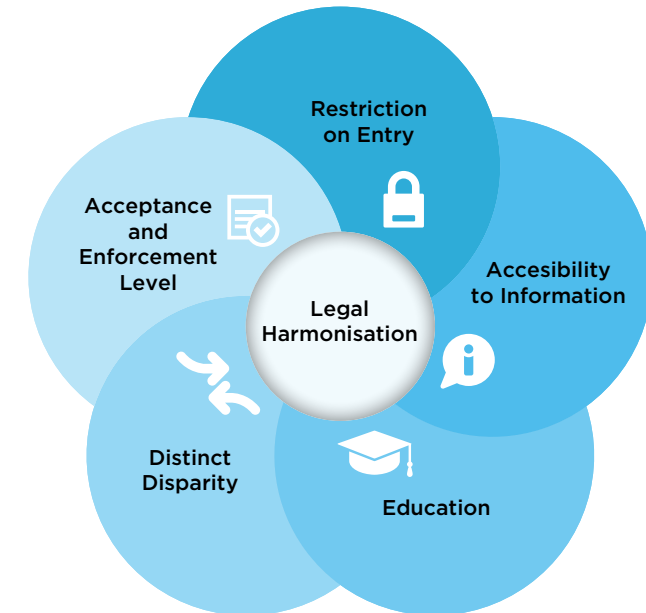 Restriction
on Entry
Acceptance
and
Enforcement
Level
Accesibility
to Information
Legal
Harmonisation
Distinct
Disparity
Education